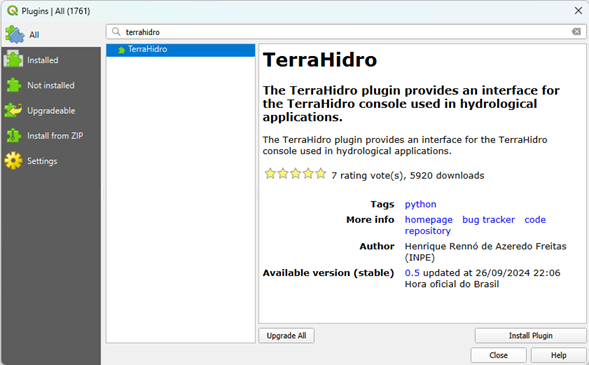 Plugins | All (1761)
All
Installed
Not installed
Upgradeable
Install from ZIP
Settings
terrahidro
TerraHidro
TerraHidro
The TerraHidro plugin provides an interface for
the TerraHidro console used in hydrological
applications.
The TerraHidro plugin provides an interface for the TerraHidro
console used in hydrological applications.
7 rating vote(s), 5920 downloads
Tags python
More info homepage bug tracker code
repository
Author Henrique Rennó de Azeredo Freitas
(INPE)
Available version (stable) 0.5 updated at 26/09/2024 22:06
Hora oficial do Brasil
Upgrade All
Install Plugin
Close
Help